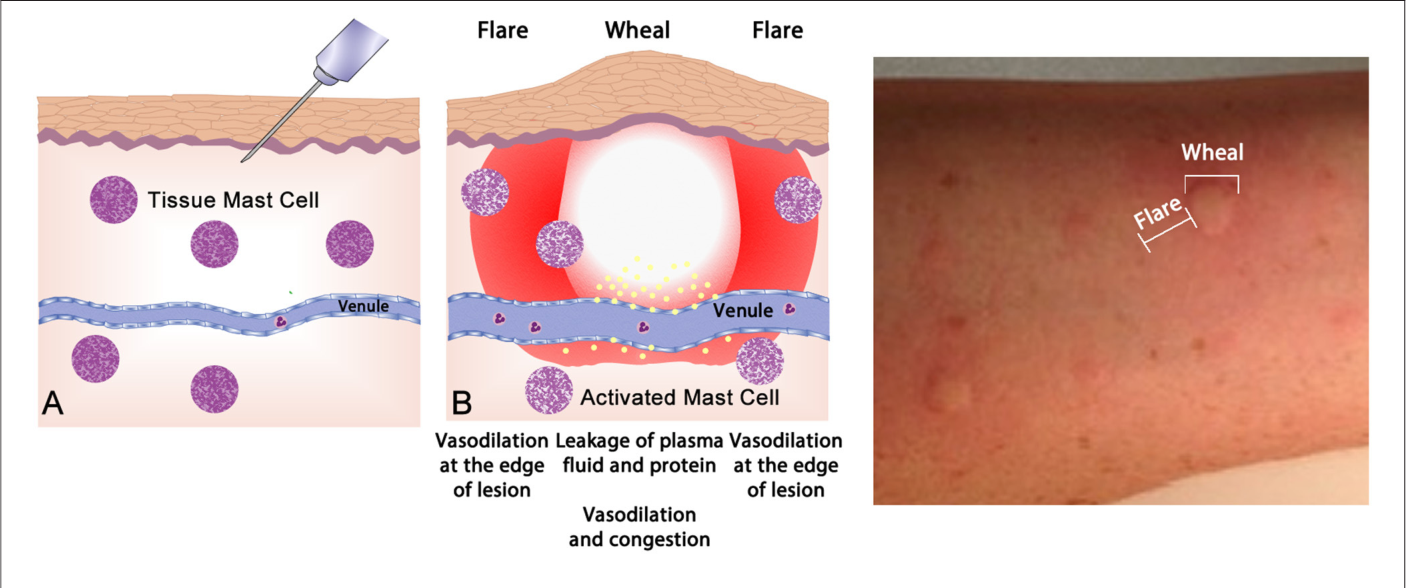 Flare
Wheal
Flare
Tissue Mast Cell
Venule
A
Venule
Activated Mast Cell
B
Vasodilation
at the edge
of lesion
Leakage of plasma
fluid and protein
Vasodilation
and congestion
Vasodilation
at the edge
of lesion
Wheal
Flare